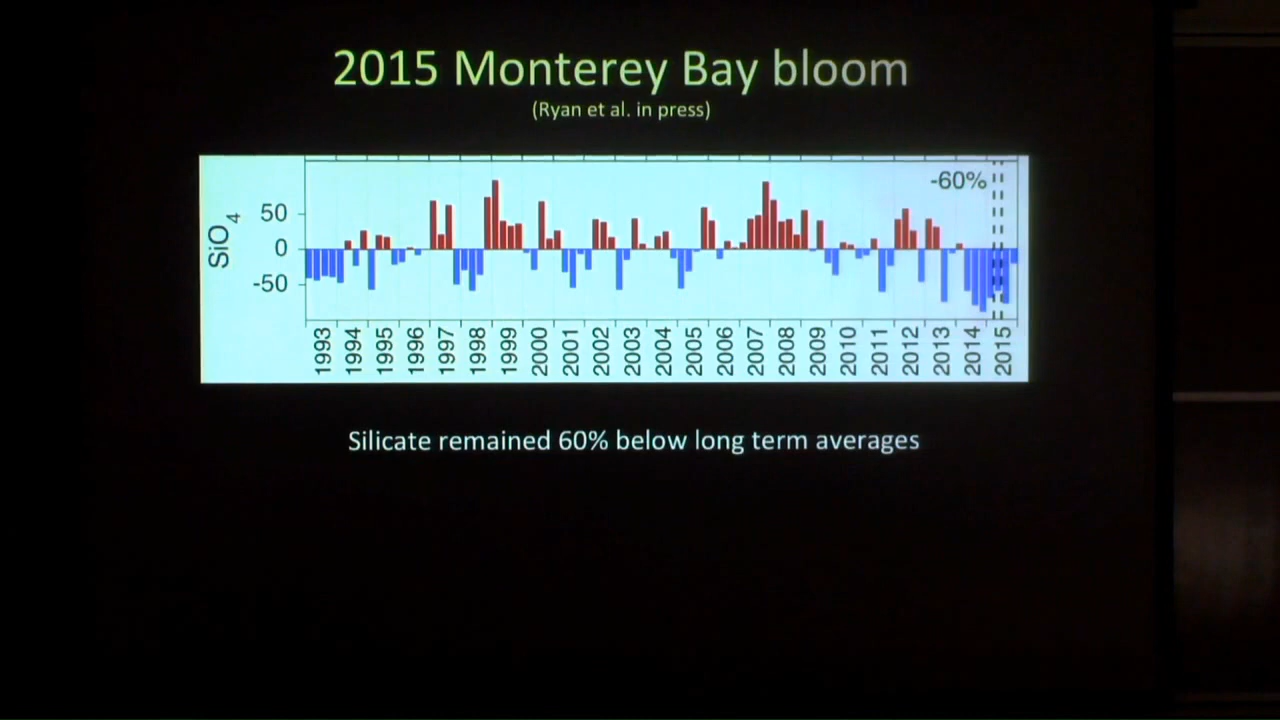 2015 Monterey Bay bloom
(Ryan et al. in press)
-60%
SiO4
50
0
-50
1993 1994 1995 1996 1997 1998 1999 2000 2001 2002 2003 2004 2005 2006 2007 2008 2009 2010 2011 2012 2013 2014 2015
Silicate remained 60% below long term averages